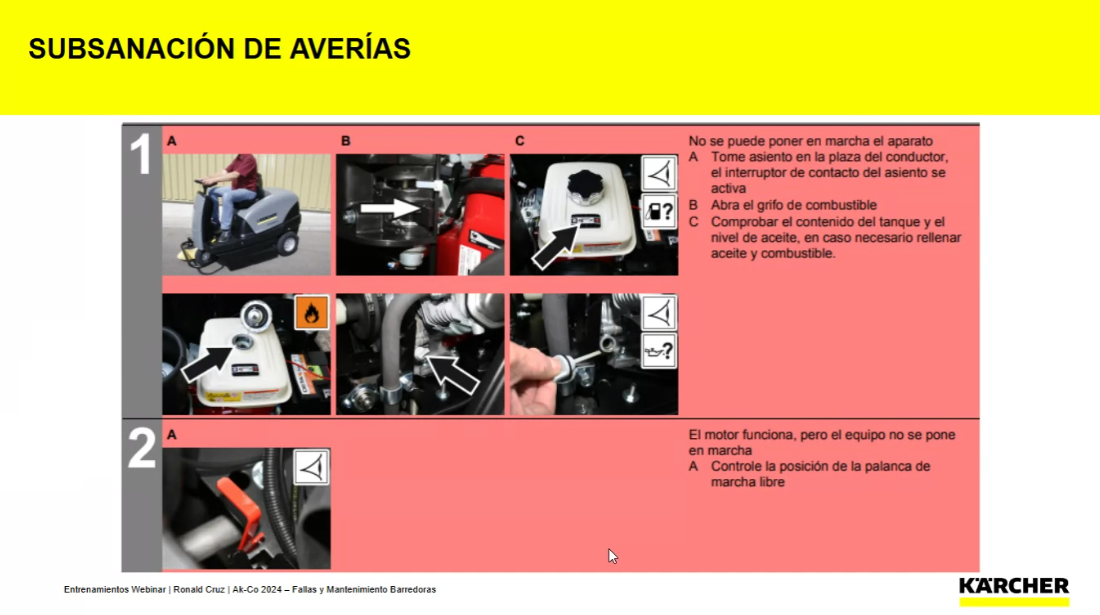 SUBSANACIÓN DE AVERÍAS
1
A
B
C
No se puede poner en marcha el aparato
A Tome asiento en la plaza del conductor,
el interruptor de contacto del asiento se
activa
B Abra el grifo de combustible
C Comprobar el contenido del tanque y el
nivel de aceite, en caso necesario rellenar
aceite y combustible.
?
?
2
A
El motor funciona, pero el equipo no se pone
en marcha
A Controle la posición de la palanca de
marcha libre
Entrenamientos Webinar | Ronald Cruz | Ak-Co 2024 – Fallas y Mantenimiento Barredoras
KÄRCHER